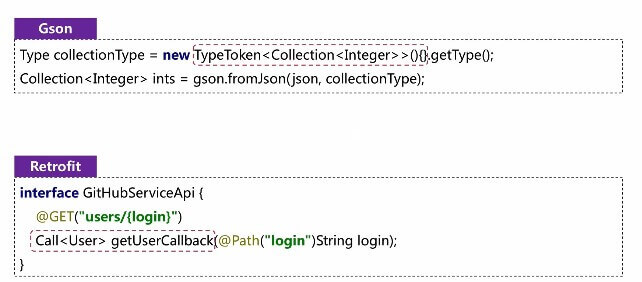 Gson
Type collectionType = new TypeToken<Collection<Integer>>(){}.getType();
Collection<Integer> ints = gson.fromJson(json, collectionType);
Retrofit
interface GitHubServiceApi {
@GET("users/{login}")
Call<User> getUserCallback(@Path("login")String login);
}